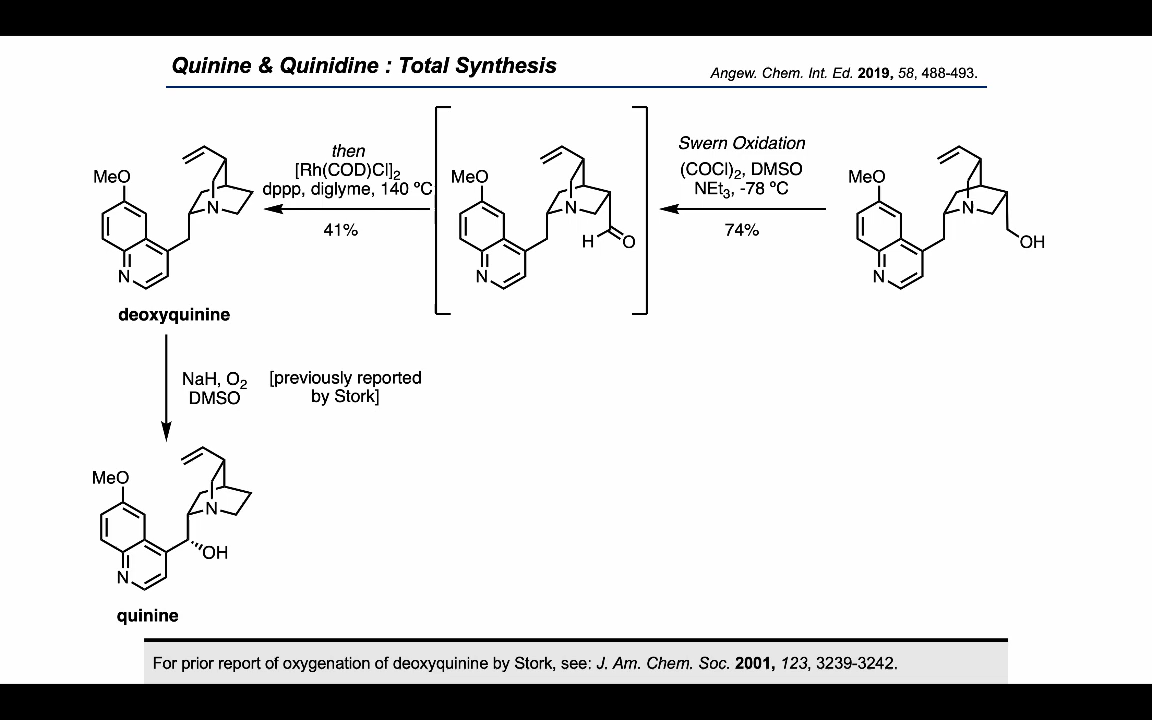 Quinine & Quinidine : Total Synthesis
Angew. Chem. Int. Ed. 2019, 58, 488-493.
MeO
N
N
deoxyquinine
then
[Rh(COD)Cl]2
dppp, diglyme, 140 ºC
41%
MeO
N
N
H
O
Swern Oxidation
(COCl)2, DMSO
NEt3, -78 ºC
74%
MeO
N
N
OH
NaH, O2
DMSO
[previously reported
by Stork]
MeO
N
OH
N
quinine
For prior report of oxygenation of deoxyquinine by Stork, see: J. Am. Chem. Soc. 2001, 123, 3239-3242.